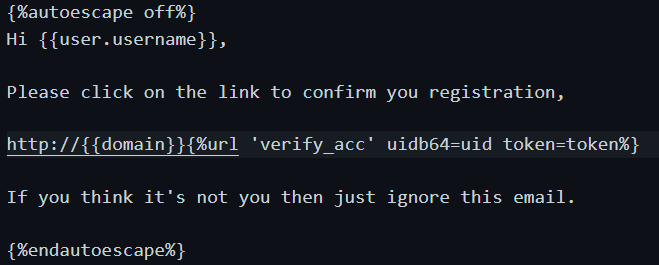 {%autoescape off%}
Hi {{user.username}},
Please click on the link to confirm you registration,
http://{{domain}}{%url 'verify_acc' uidb64=uid token=token%}
If you think it's not you then just ignore this email.
{%endautoescape%}